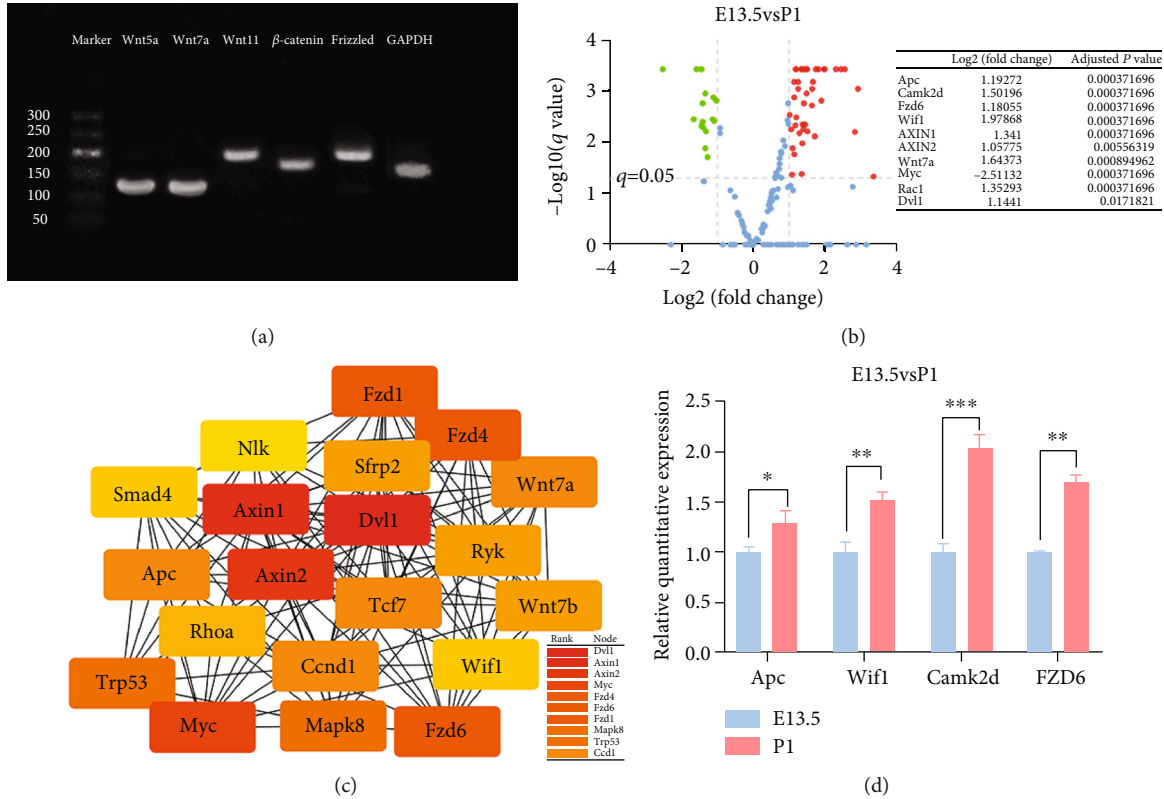 Marker Wnt5a Wnt7a Wnt11 β-catenin Frizzled GAPDH
300
250
200
150
100
50
(a)
E13.5vsP1
−Log10(q value)
4
3
2
1
0
q=0.05
−4 −2 0 2 4
Log2 (fold change)
Log2 (fold change) Adjusted P value
Apc 1.19272 0.000371696
Camk2d 1.50196 0.000371696
Fzd6 1.18055 0.000371696
Wif1 1.97868 0.000371696
AXIN1 1.341 0.000371696
AXIN2 1.05775 0.00556319
Wnt7a 1.64373 0.000894962
Myc −2.51132 0.000371696
Rac1 1.35293 0.000371696
Dvl1 1.1441 0.0171821
(b)
Fzd1
Fzd4
Nlk
Sfrp2
Wnt7a
Smad4
Axin1
Dvl1
Ryk
Apc
Axin2
Tcf7
Wnt7b
Rhoa
Ccnd1
Wif1
Trp53
Myc
Mapk8
Fzd6
Rank Node
Dvl1
Axin1
Axin2
Myc
Fzd4
Fzd6
Fzd1
Mapk8
Trp53
Ccd1
(c)
E13.5vsP1
Relative quantitative expression
2.5
2.0
1.5
1.0
0.5
0.0
*
**
***
**
Apc Wif1 Camk2d FZD6
E13.5
P1
(d)